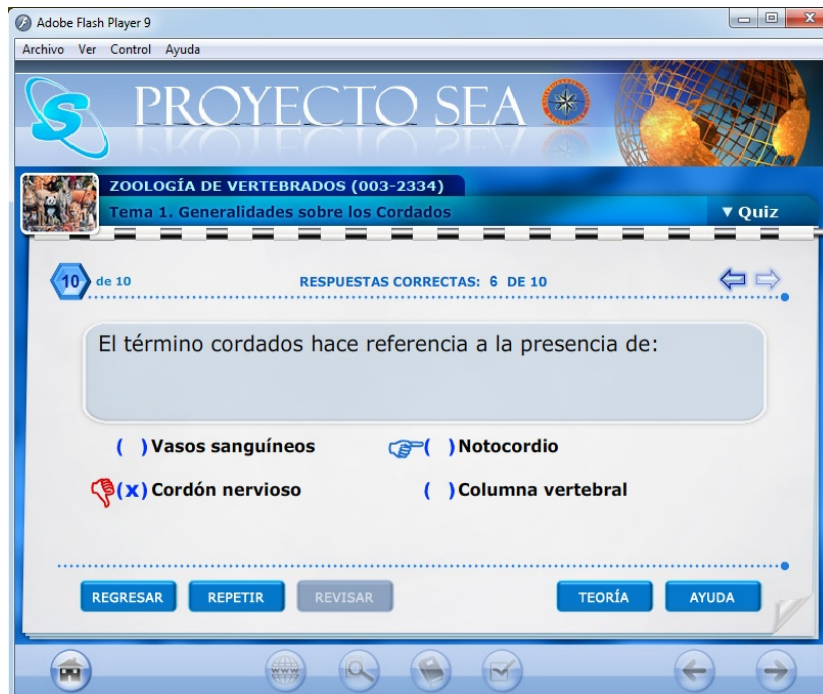 Adobe Flash Player 9
Archivo Ver Control Ayuda
PROYECTO SEA
ZOOLOGÍA DE VERTEBRADOS (003-2334)
Tema 1. Generalidades sobre los Cordados
▼ Quiz
10 de 10
RESPUESTAS CORRECTAS: 6 DE 10
El término cordados hace referencia a la presencia de:
( ) Vasos sanguíneos
( ) Notocordio
(x) Cordón nervioso
( ) Columna vertebral
REGRESAR
REPETIR
REVISAR
TEORÍA
AYUDA
www